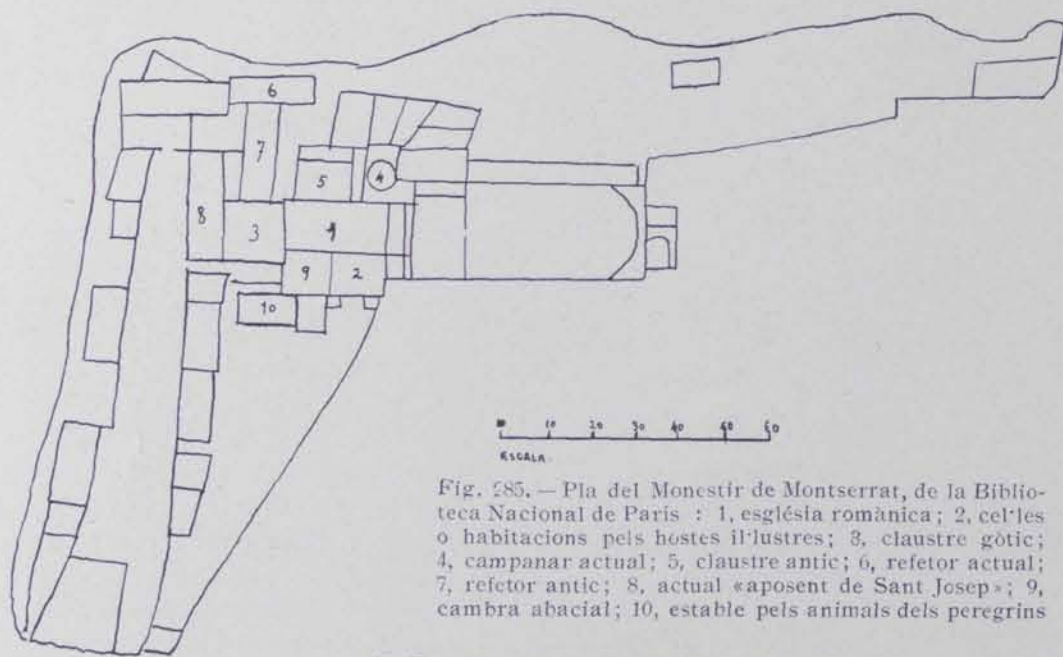 6
7
5
4
8
3
1
9
2
10
10 20 30 40 50 60
ESCALA
Fig. 285. — Pla del Monestir de Montserrat, de la Biblio-
teca Nacional de París : 1, església romànica; 2, cel·les
o habitacions pels hostes il·lustres; 3, claustre gòtic;
4, campanar actual; 5, claustre antic; 6, refetor actual;
7, refetor antic; 8, actual «aposent de Sant Josep»; 9,
cambra abacial; 10, estable pels animals dels peregrins